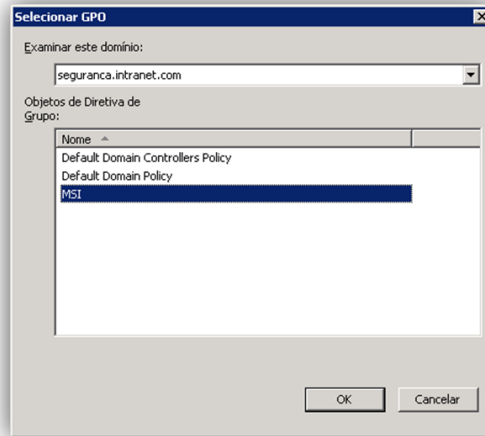 Selecionar GPO
Examinar este domínio:
seguranca.intranet.com
Objetos de Diretiva de
Grupo:
Nome
Default Domain Controllers Policy
Default Domain Policy
MSI
OK
Cancelar